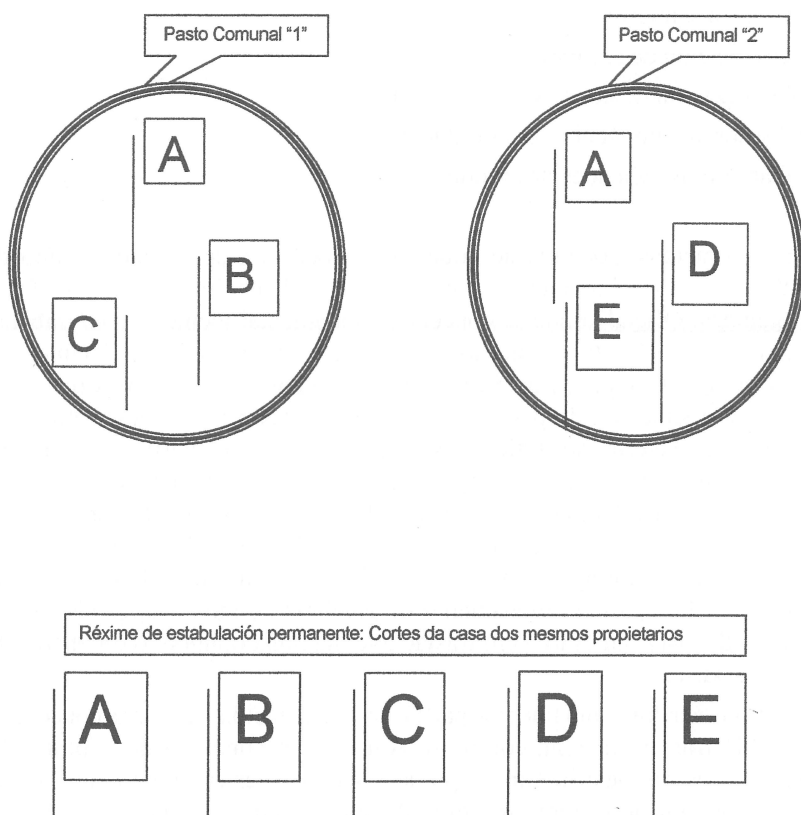 Pasto Comunal “1”
Pasto Comunal “2”
A
B
C
A
D
E
Réxime de estabulación permanente: Cortes da casa dos mesmos propietarios
A B C D E